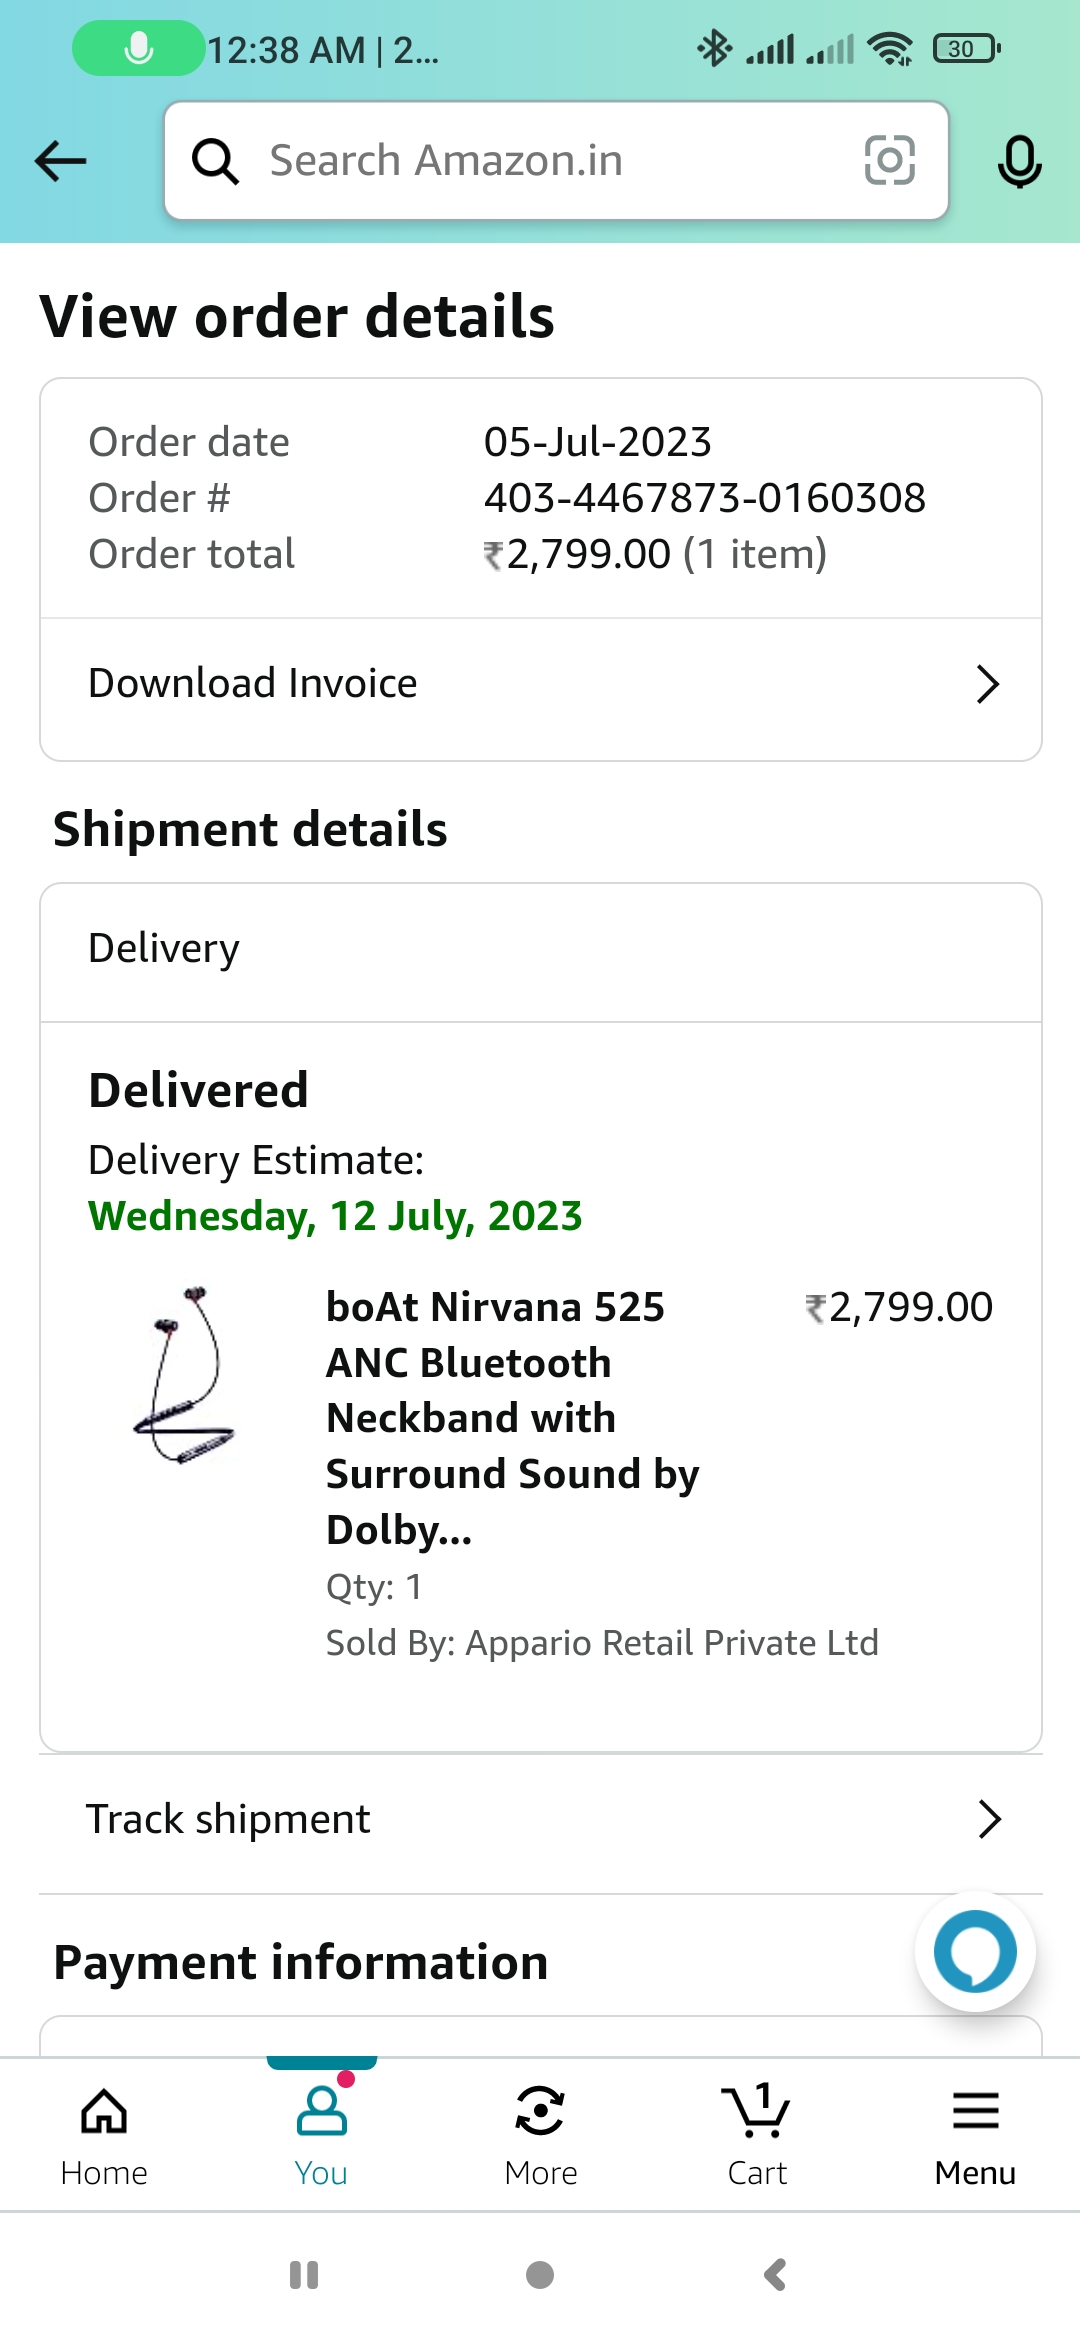 12:38 AM | 2...
30
Search Amazon.in
View order details
Order date 05-Jul-2023
Order # 403-4467873-0160308
Order total ₹2,799.00 (1 item)
Download Invoice
Shipment details
Delivery
Delivered
Delivery Estimate:
Wednesday, 12 July, 2023
boAt Nirvana 525 ₹2,799.00
ANC Bluetooth
Neckband with
Surround Sound by
Dolby...
Qty: 1
Sold By: Appario Retail Private Ltd
Track shipment
Payment information
1
Home You More Cart Menu